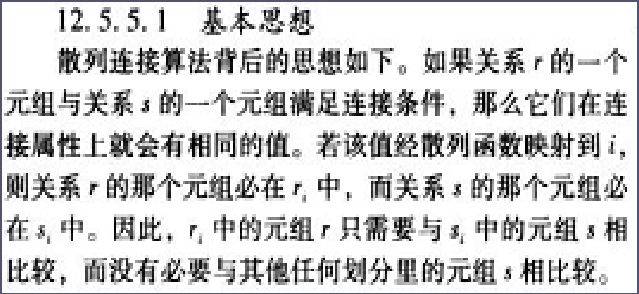 12.5.5.1 基本思想
散列连接算法背后的思想如下。如果关系 r 的一个
元组与关系 s 的一个元组满足连接条件，那么它们在连
接属性上就会有相同的值。若该值经散列函数映射到 i，
则关系 r 的那个元组必在 rᵢ 中，而关系 s 的那个元组必
在 sᵢ 中。因此，rᵢ 中的元组 r 只需要与 sᵢ 中的元组 s 相
比较，而没有必要与其他任何划分里的元组 s 相比较。